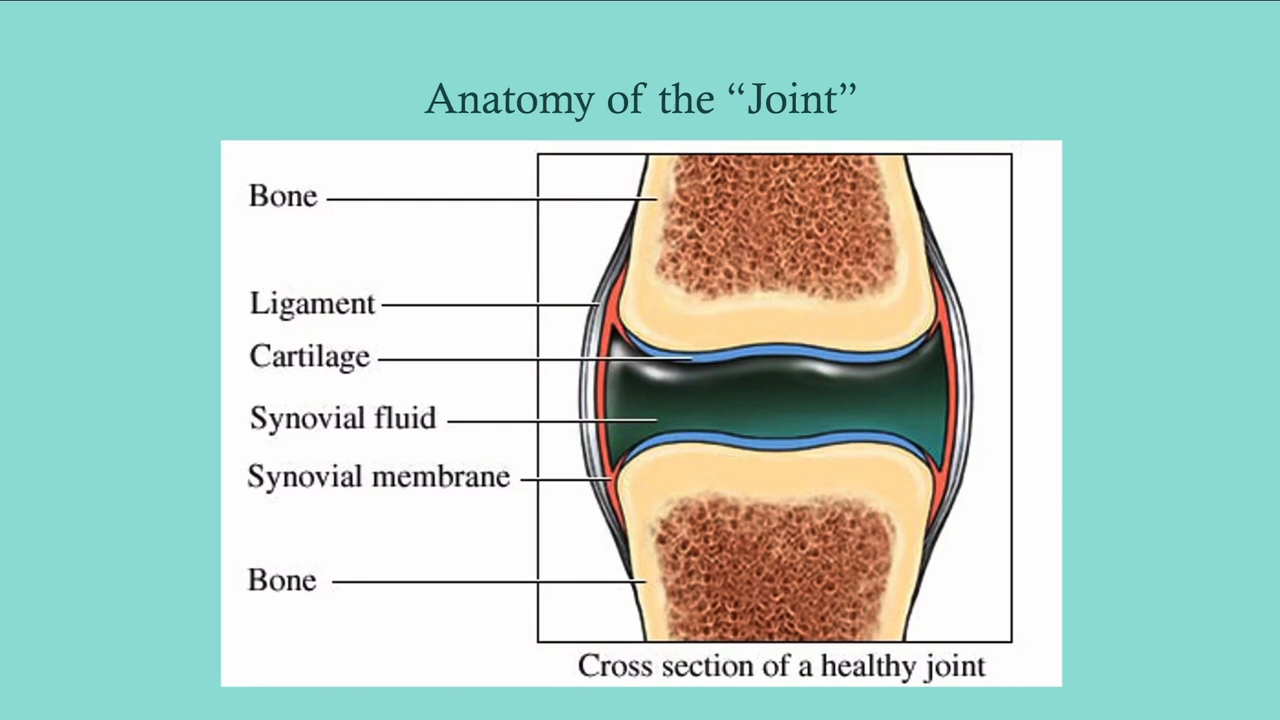 Anatomy of the “Joint”
Bone
Ligament
Cartilage
Synovial fluid
Synovial membrane
Bone
Cross section of a healthy joint